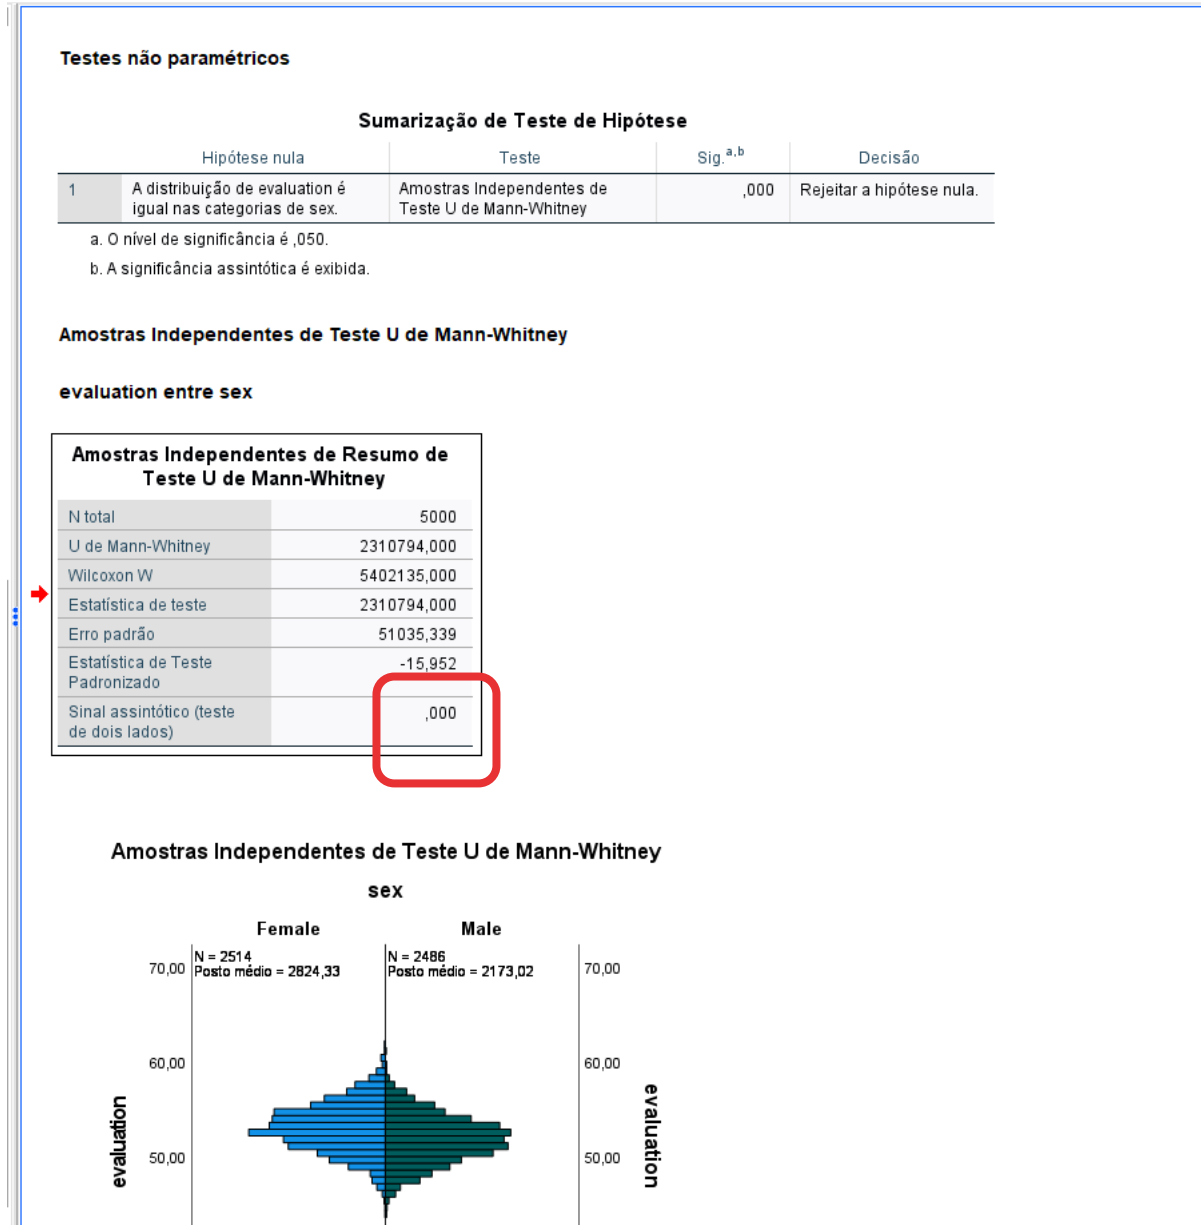 Testes não paramétricos
Sumarização de Teste de Hipótese
Hipótese nula Teste Sig.a,b Decisão
1 A distribuição de evaluation é Amostras Independentes de ,000 Rejeitar a hipótese nula.
igual nas categorias de sex. Teste U de Mann-Whitney
a. O nível de significância é ,050.
b. A significância assintótica é exibida.
Amostras Independentes de Teste U de Mann-Whitney
evaluation entre sex
Amostras Independentes de Resumo de
Teste U de Mann-Whitney
N total 5000
U de Mann-Whitney 2310794,000
Wilcoxon W 5402135,000
Estatística de teste 2310794,000
Erro padrão 51035,339
Estatística de Teste -15,952
Padronizado
Sinal assintótico (teste ,000
de dois lados)
Amostras Independentes de Teste U de Mann-Whitney
sex
Female Male
N = 2514 N = 2486
70,00 Posto médio = 2824,33 Posto médio = 2173,02 70,00
60,00 60,00
evaluation evaluation
50,00 50,00